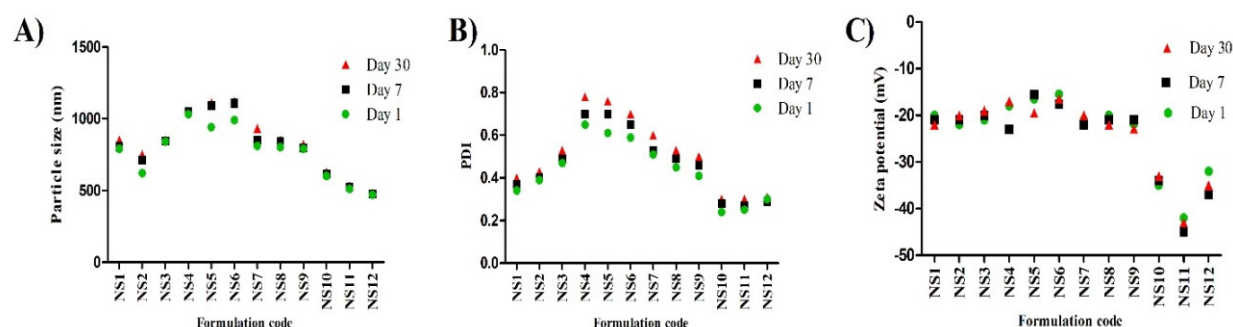 A)
Particle size (nm)
1500
1000
500
0
Day 30
Day 7
Day 1
NS1 NS2 NS3 NS4 NS5 NS6 NS7 NS8 NS9 NS10 NS11 NS12
Formulation code
B)
PDI
1.0
0.8
0.6
0.4
0.2
0.0
Day 30
Day 7
Day 1
NS1 NS2 NS3 NS4 NS5 NS6 NS7 NS8 NS9 NS10 NS11 NS12
Formulation code
C)
Zeta potential (mV)
0
-10
-20
-30
-40
-50
Day 30
Day 7
Day 1
NS1 NS2 NS3 NS4 NS5 NS6 NS7 NS8 NS9 NS10 NS11 NS12
Formulation code